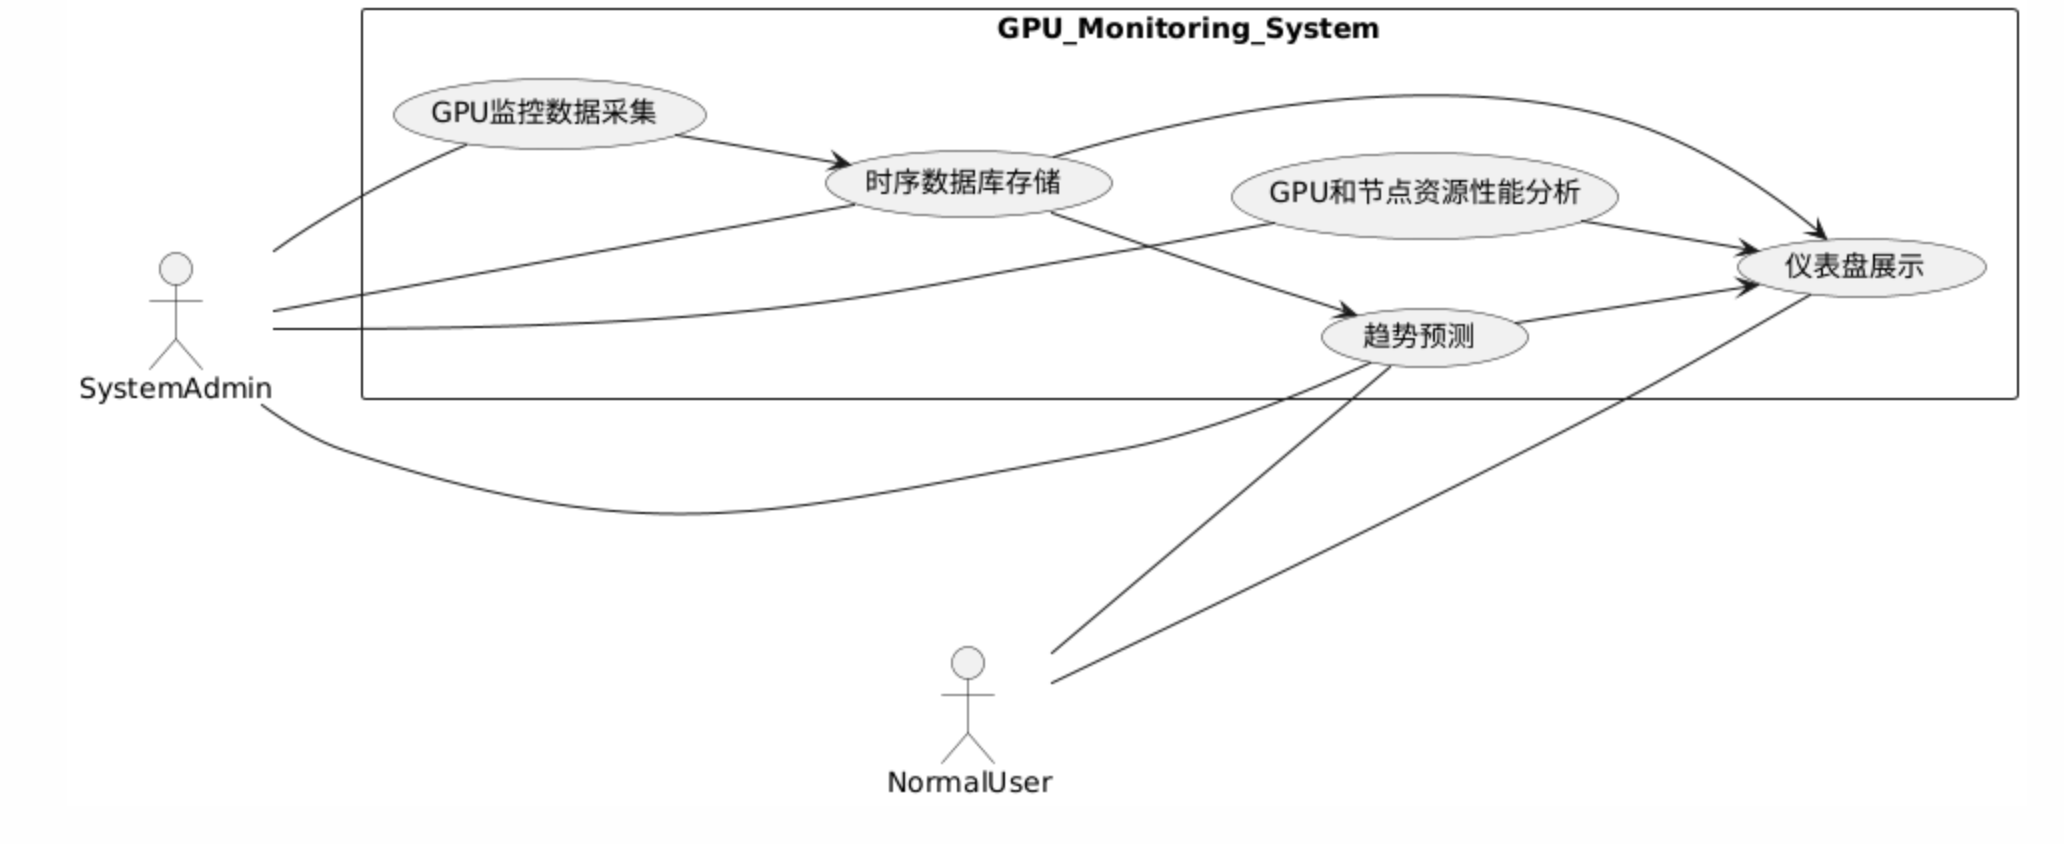 GPU_Monitoring_System
GPU监控数据采集
时序数据库存储
GPU和节点资源性能分析
仪表盘展示
趋势预测
SystemAdmin
NormalUser